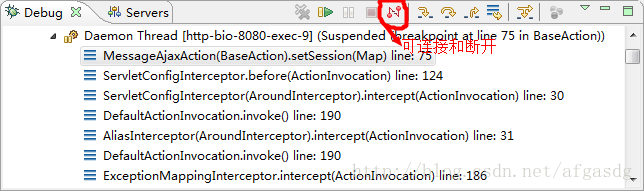 Debug
Servers
Daemon Thread [http-bio-8080-exec-9] (Suspended (breakpoint at line 75 in BaseAction))
可连接和断开
MessageAjaxAction(BaseAction).setSession(Map) line: 75
ServletConfigInterceptor.before(ActionInvocation) line: 124
ServletConfigInterceptor(AroundInterceptor).intercept(ActionInvocation) line: 30
DefaultActionInvocation.invoke() line: 190
AliasInterceptor(AroundInterceptor).intercept(ActionInvocation) line: 31
DefaultActionInvocation.invoke() line: 190
http://blog.csdn.net/afgasdg
ExceptionMappingInterceptor.intercept(ActionInvocation) line: 186